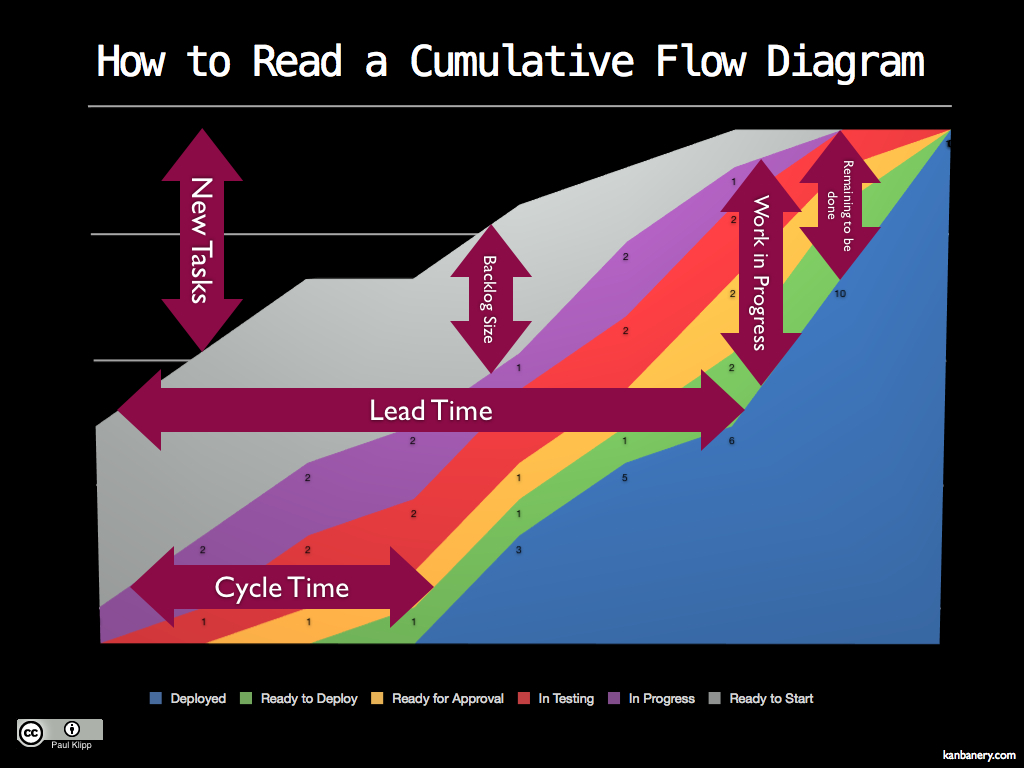 How to Read a Cumulative Flow Diagram
New Tasks
Backlog Size
Work in Progress
Remaining to be
done
Lead Time
Cycle Time
1
2
2
10
2
2
1
2
2
1
6
2
1
5
2
1
2
2
1
3
1
1
1
Deployed Ready to Deploy Ready for Approval In Testing In Progress Ready to Start
cc
Paul Klipp
kanbanery.com